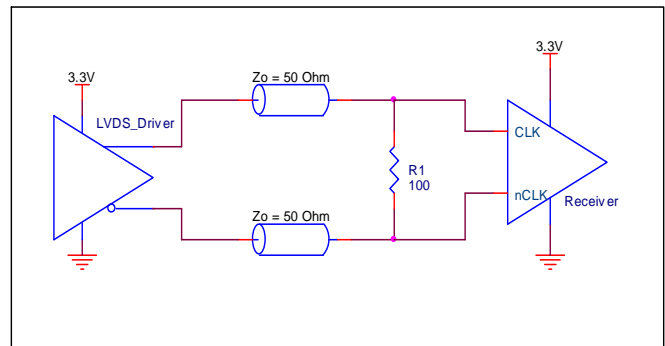 3.3V
3.3V
Zo = 50 Ohm
LVDS_Driver
CLK
R1
100
nCLK
Receiver
Zo = 50 Ohm